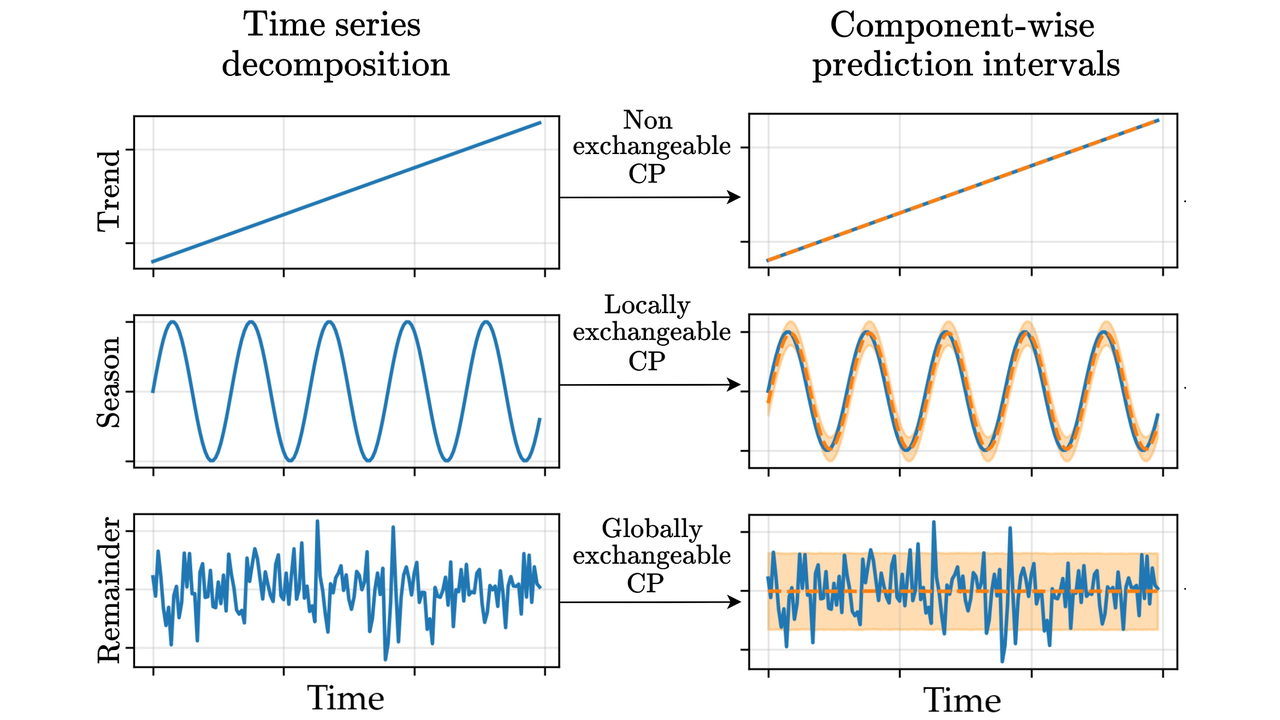 Time series
decomposition
Component-wise
prediction intervals
Trend
Non
exchangeable
CP
Season
Locally
exchangeable
CP
Remainder
Globally
exchangeable
CP
Time
Time